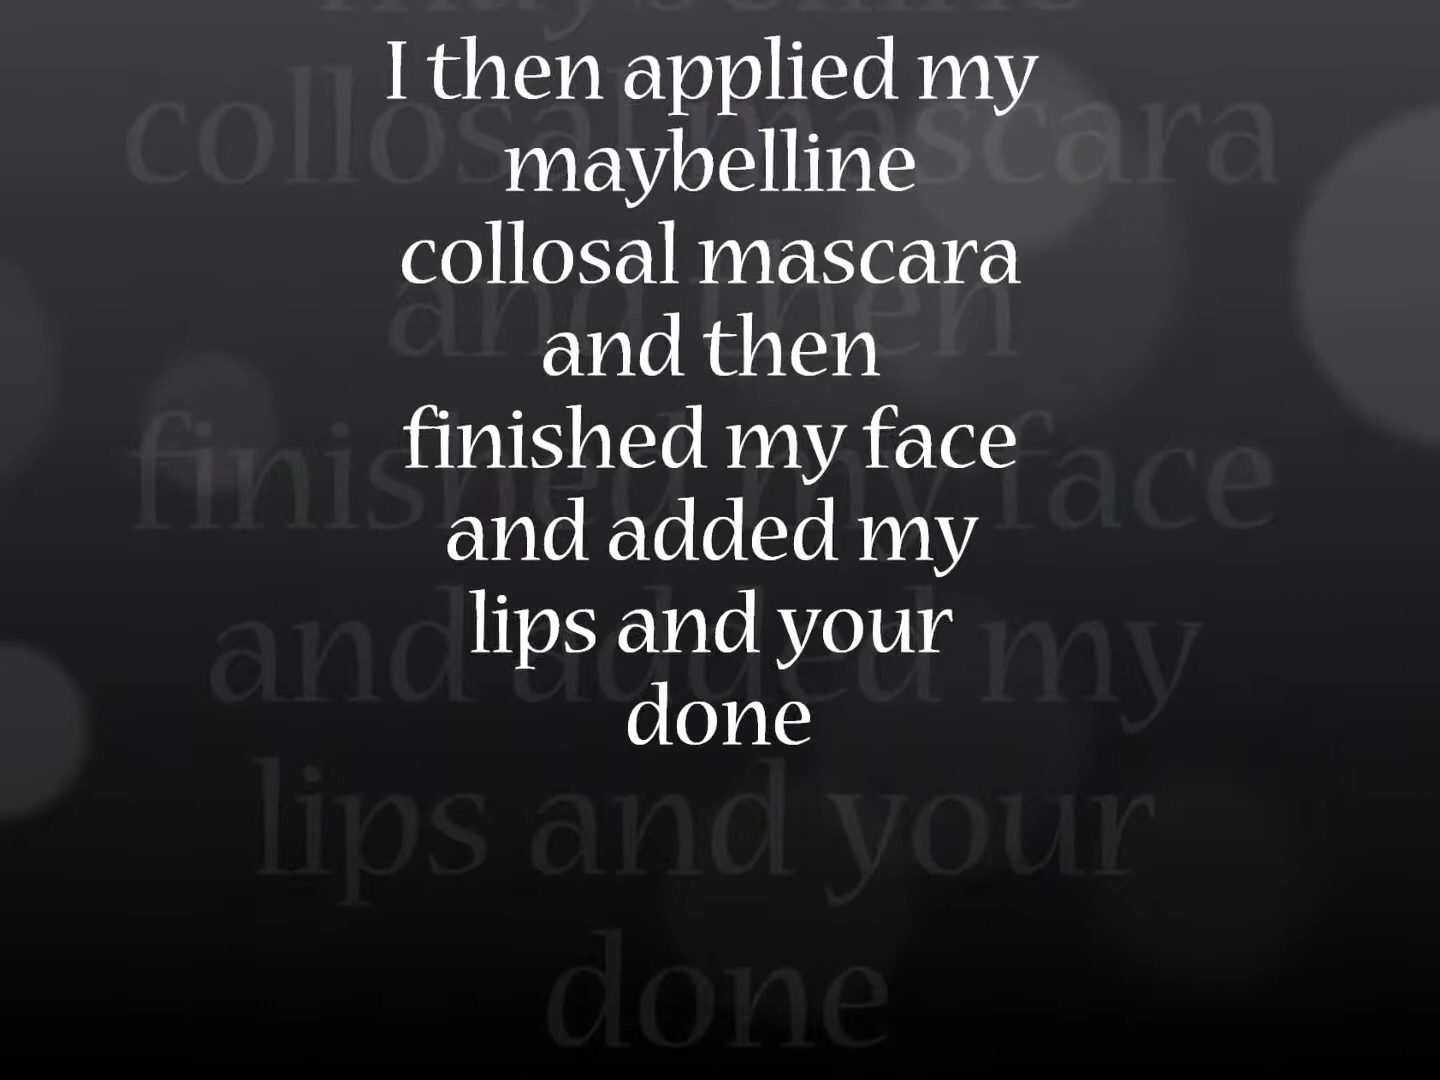 I then applied my
maybelline
collosal mascara
and then
finished my face
and added my
lips and your
done